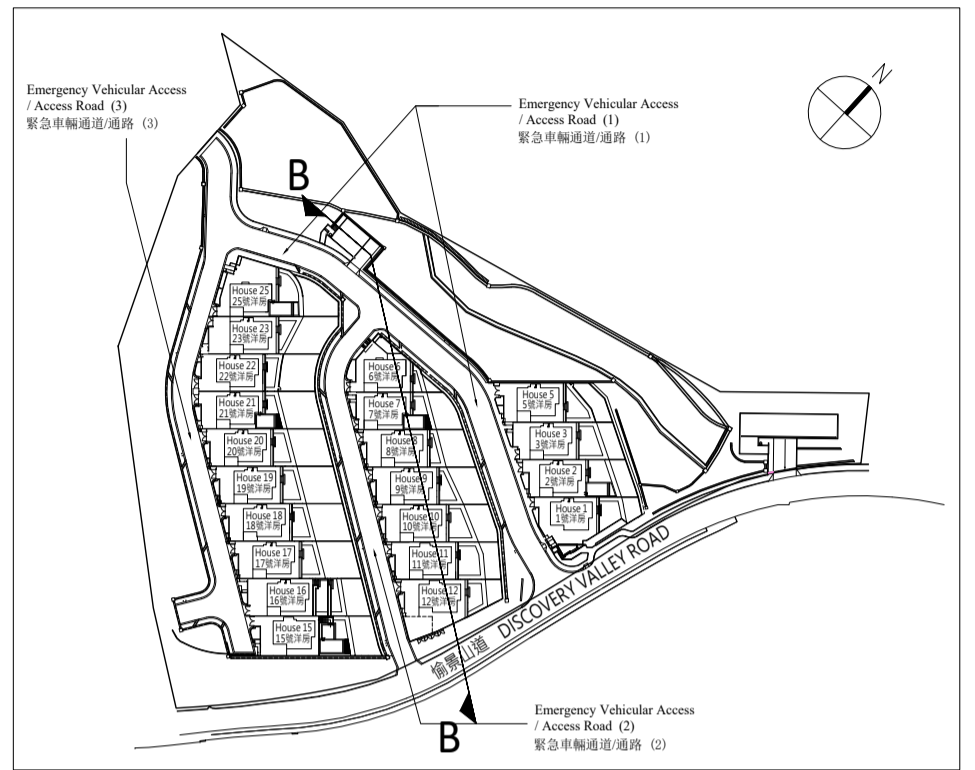 N
Emergency Vehicular Access
/ Access Road (3)
緊急車輛通道/通路 (3)
Emergency Vehicular Access
/ Access Road (1)
緊急車輛通道/通路 (1)
B
House 25
25號洋房
House 23
23號洋房
House 22
22號洋房
House 21
21號洋房
House 20
20號洋房
House 19
19號洋房
House 18
18號洋房
House 17
17號洋房
House 16
16號洋房
House 15
15號洋房
House 6
6號洋房
House 7
7號洋房
House 8
8號洋房
House 9
9號洋房
House 10
10號洋房
House 11
11號洋房
House 12
12號洋房
House 5
5號洋房
House 3
3號洋房
House 2
2號洋房
House 1
1號洋房
愉景山道 DISCOVERY VALLEY ROAD
B
Emergency Vehicular Access
/ Access Road (2)
緊急車輛通道/通路 (2)